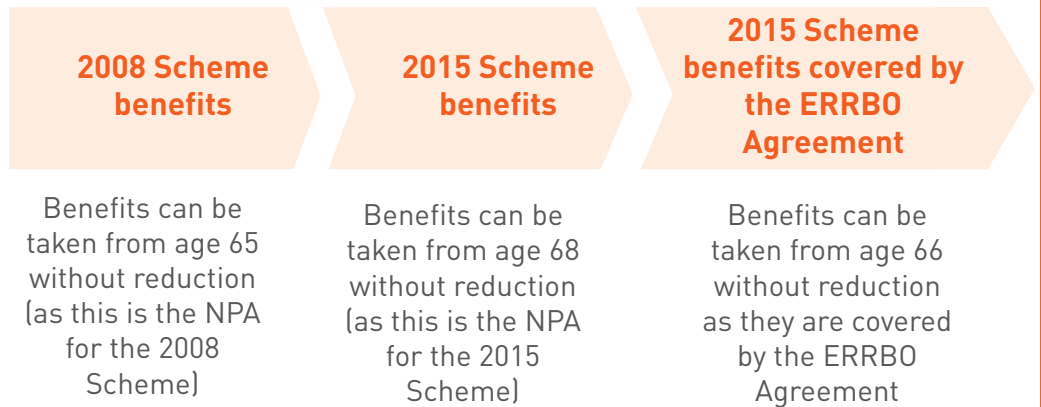 2008 Scheme
benefits
Benefits can be
taken from age 65
without reduction
(as this is the NPA
for the 2008
Scheme)
2015 Scheme
benefits
Benefits can be
taken from age 68
without reduction
(as this is the NPA
for the 2015
Scheme)
2015 Scheme
benefits covered by
the ERRBO
Agreement
Benefits can be
taken from age 66
without reduction
as they are covered
by the ERRBO
Agreement